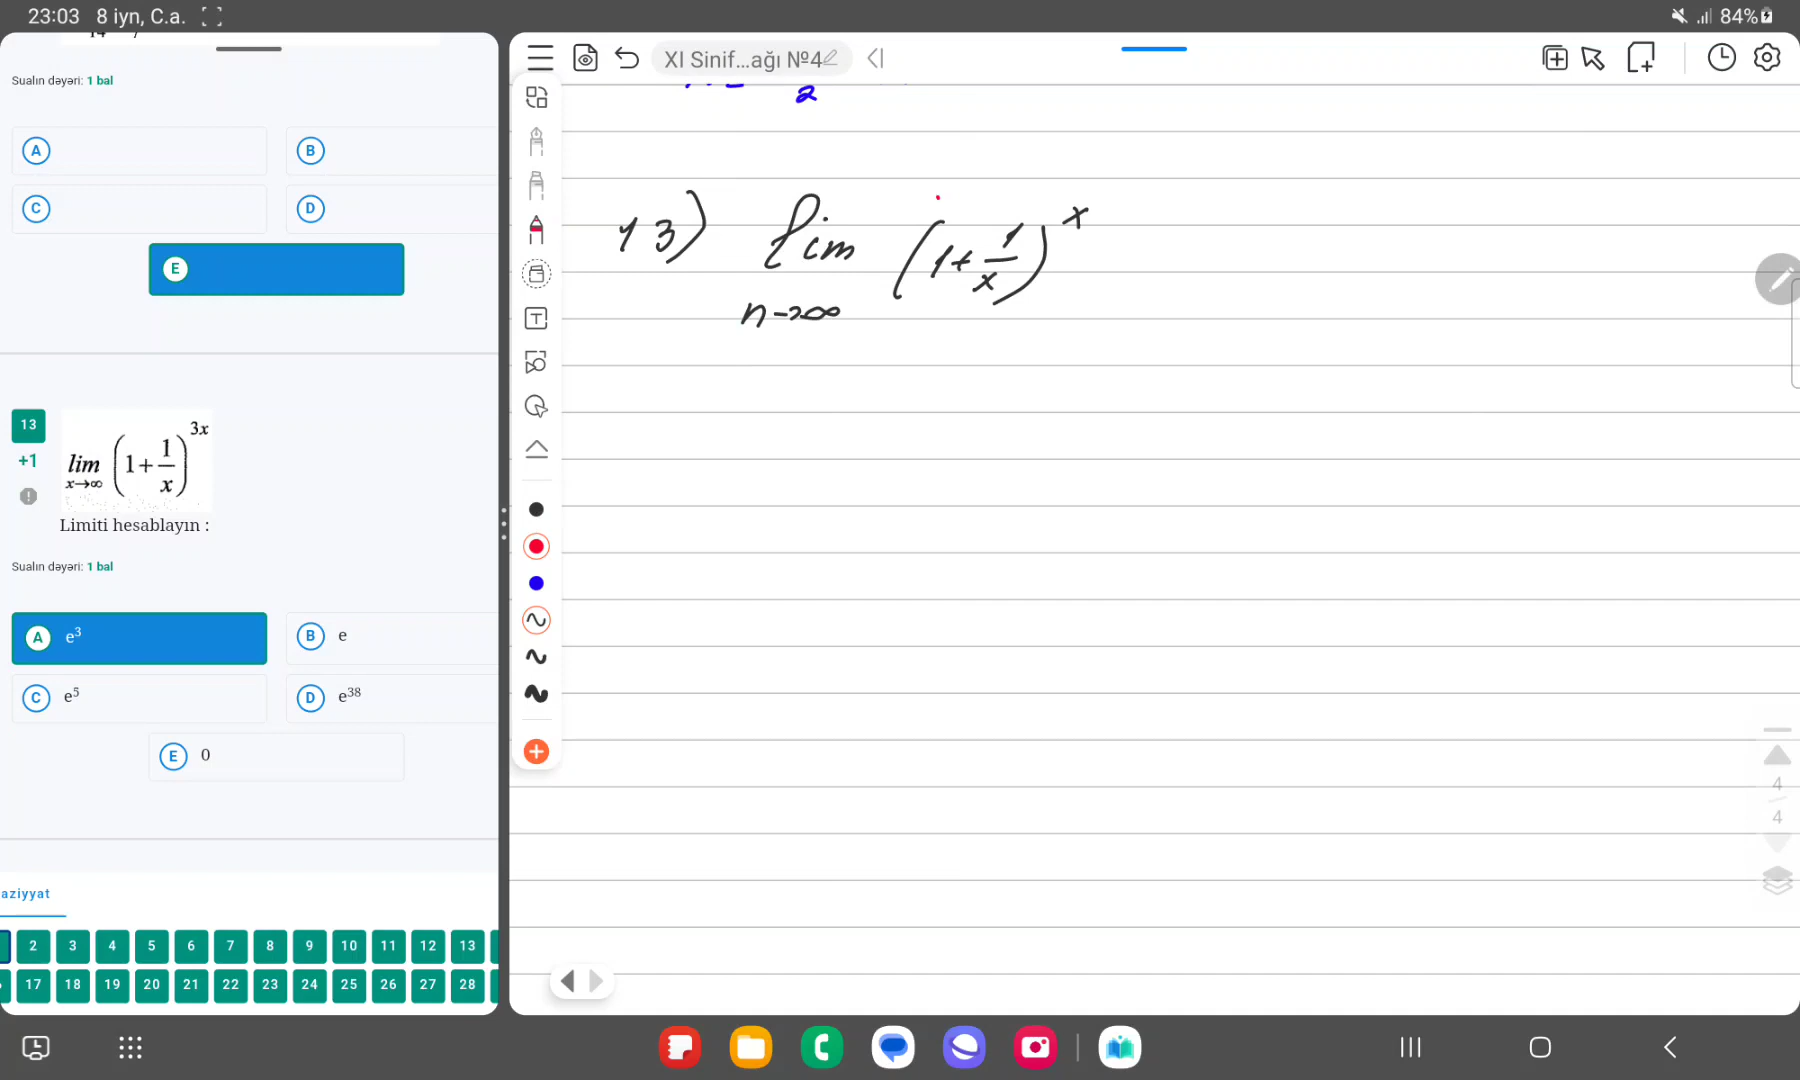 23:03 8 iyn, C.a.
84%
Sualın dəyəri: 1 bal
A
B
C
D
E
13
+1
lim x→∞ (1+1/x)^3x
Limiti hesablayın :
Sualın dəyəri: 1 bal
A e³
B e
C e⁵
D e³⁸
E 0
aziyyat
2 3 4 5 6 7 8 9 10 11 12 13
17 18 19 20 21 22 23 24 25 26 27 28
XI Sinif...ağı №4
2
13) lim n→∞ (1+1/x)^x
4
4